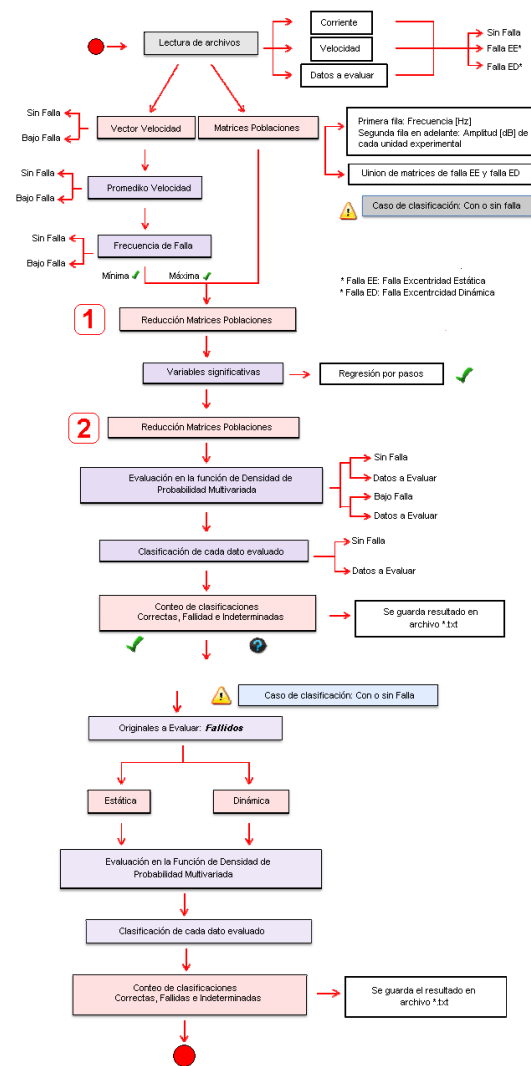 Corriente
Sin Falla
Lectura de archivos
Velocidad
Falla EE*
Datos a evaluar
Falla ED*
Sin Falla
Vector Velocidad
Bajo Falla
Matrices Poblaciones
Primera fila: Frecuencia [Hz]
Segunda fila en adelante: Amplitud [dB] de
cada unidad experimental
Sin Falla
Promediko Velocidad
Bajo Falla
Uinion de matrices de falla EE y falla ED
Caso de clasificación: Con o sin falla
Sin Falla
Frecuencia de Falla
Bajo Falla
Mínima
Máxima
* Falla EE: Falla Excentridad Estática
* Falla ED: Falla Excentrcidad Dinámica
1
Reducción Matrices Poblaciones
Variables significativas
Regresión por pasos
2
Reducción Matrices Poblaciones
Evaluación en la función de Densidad de
Probabilidad Multivariada
Sin Falla
Datos a Evaluar
Bajo Falla
Datos a Evaluar
Clasificación de cada dato evaluado
Sin Falla
Datos a Evaluar
Conteo de clasificaciones
Correctas, Fallidad e Indeterminadas
Se guarda resultado en
archivo *.txt
?
Caso de clasificación: Con o sin Falla
Originales a Evaluar: Fallidos
Estática
Dinámica
Evaluación en la Función de Densidad de
Probabilidad Multivariada
Clasificación de cada dato evaluado
Conteo de clasificaciones
Correctas, Fallidas e Indeterminadas
Se guarda el resultado en
archivo *.txt